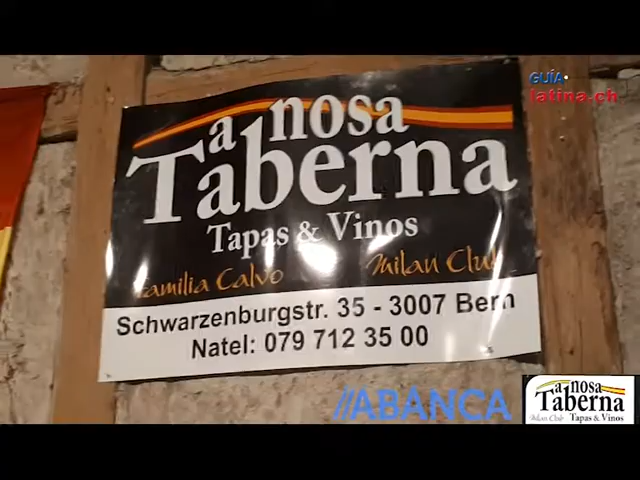 GUÍA
latina.ch
a nosa
Taberna
Tapas & Vinos
Familia Calvo Milan Club
Schwarzenburgstr. 35 - 3007 Bern
Natel: 079 712 35 00
//ABANCA
a nosa
Taberna
Milan Club Tapas & Vinos